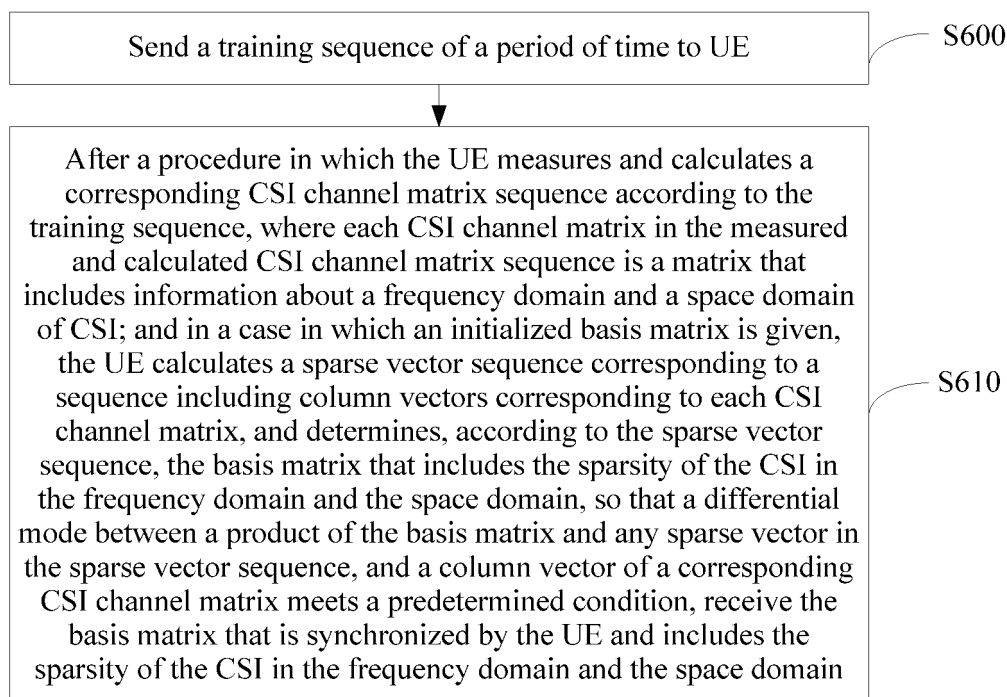 Send a training sequence of a period of time to UE
S600
After a procedure in which the UE measures and calculates a
corresponding CSI channel matrix sequence according to the
training sequence, where each CSI channel matrix in the measured
and calculated CSI channel matrix sequence is a matrix that
includes information about a frequency domain and a space domain
of CSI; and in a case in which an initialized basis matrix is given,
the UE calculates a sparse vector sequence corresponding to a
sequence including column vectors corresponding to each CSI
channel matrix, and determines, according to the sparse vector
sequence, the basis matrix that includes the sparsity of the CSI in
the frequency domain and the space domain, so that a differential
mode between a product of the basis matrix and any sparse vector in
the sparse vector sequence, and a column vector of a corresponding
CSI channel matrix meets a predetermined condition, receive the
basis matrix that is synchronized by the UE and includes the
sparsity of the CSI in the frequency domain and the space domain
S610